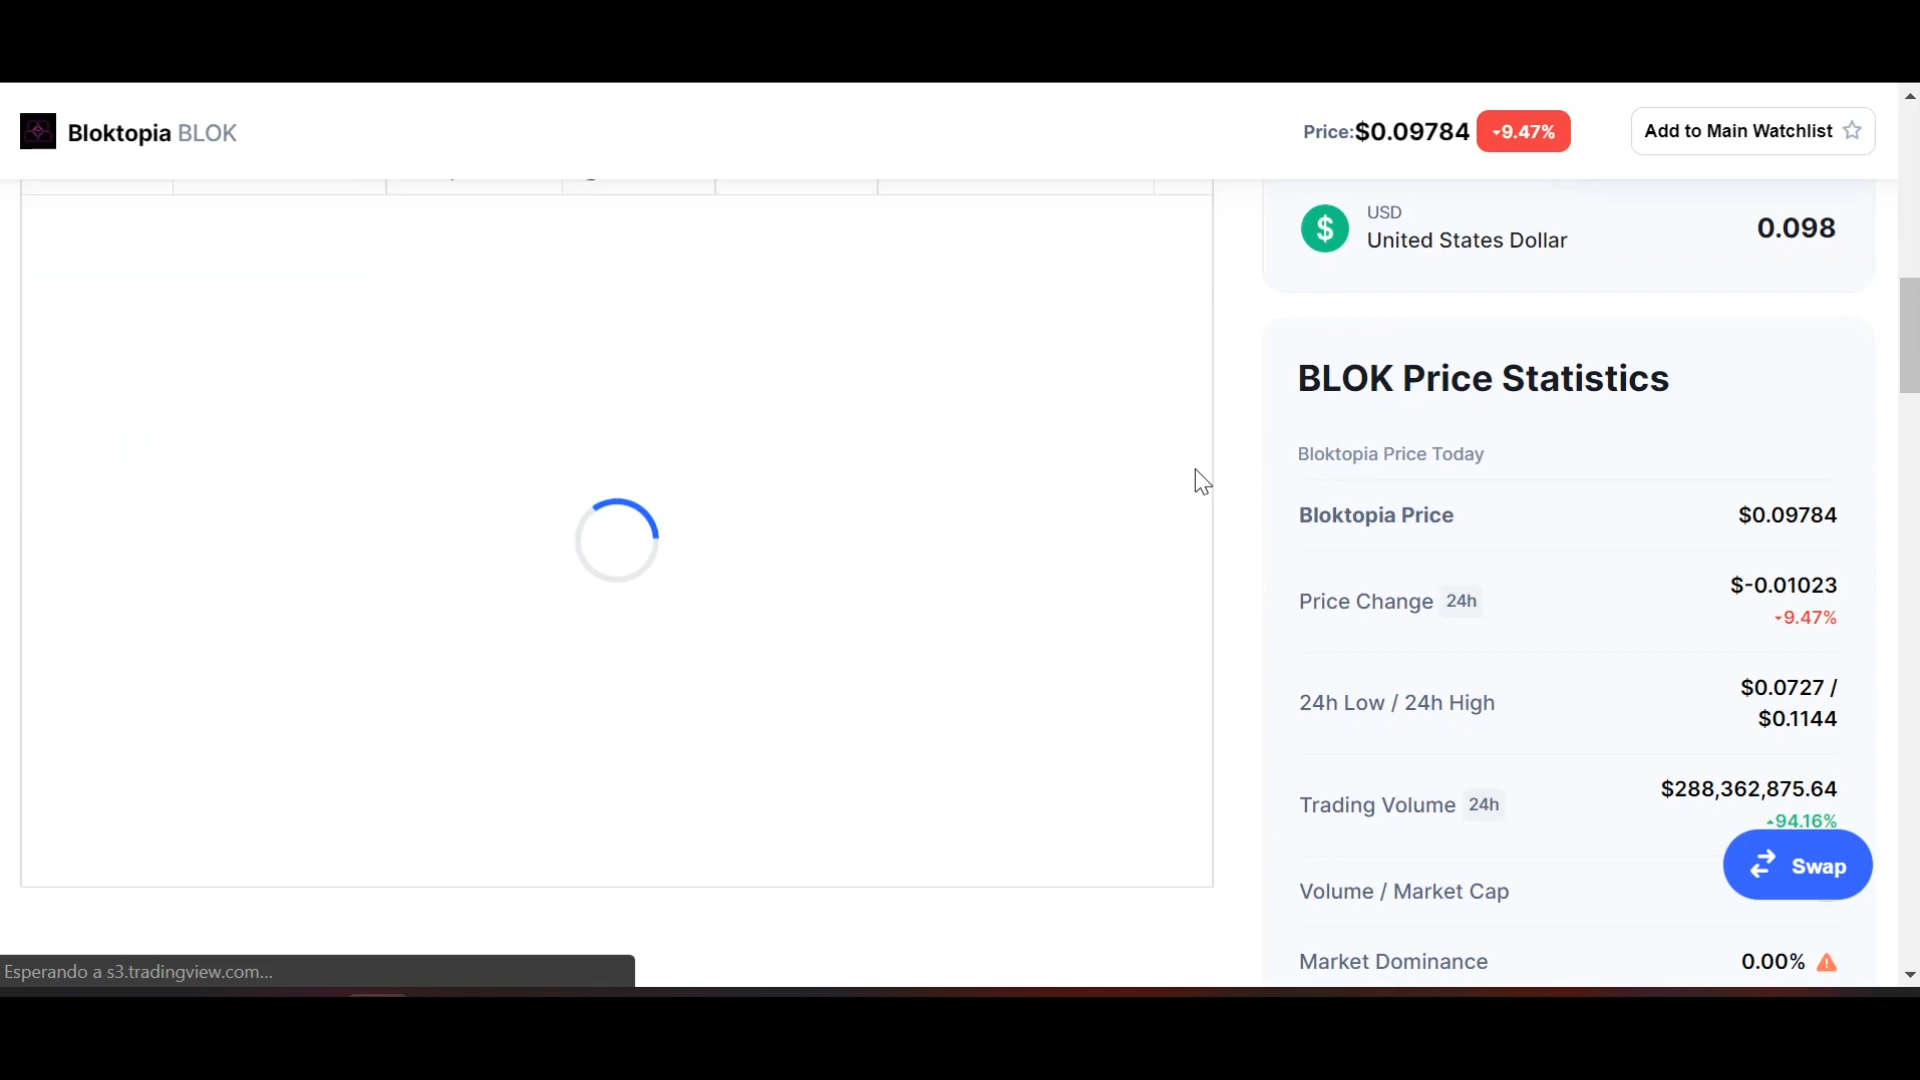 Bloktopia BLOK
Price:$0.09784 -9.47%
Add to Main Watchlist
USD
United States Dollar
0.098
BLOK Price Statistics
Bloktopia Price Today
Bloktopia Price
$0.09784
Price Change 24h
$-0.01023
9.47%
24h Low / 24h High
$0.0727 /
$0.1144
Trading Volume 24h
$288,362,875.64
94.16%
Swap
Volume / Market Cap
Market Dominance
0.00%
Esperando a s3.tradingview.com...